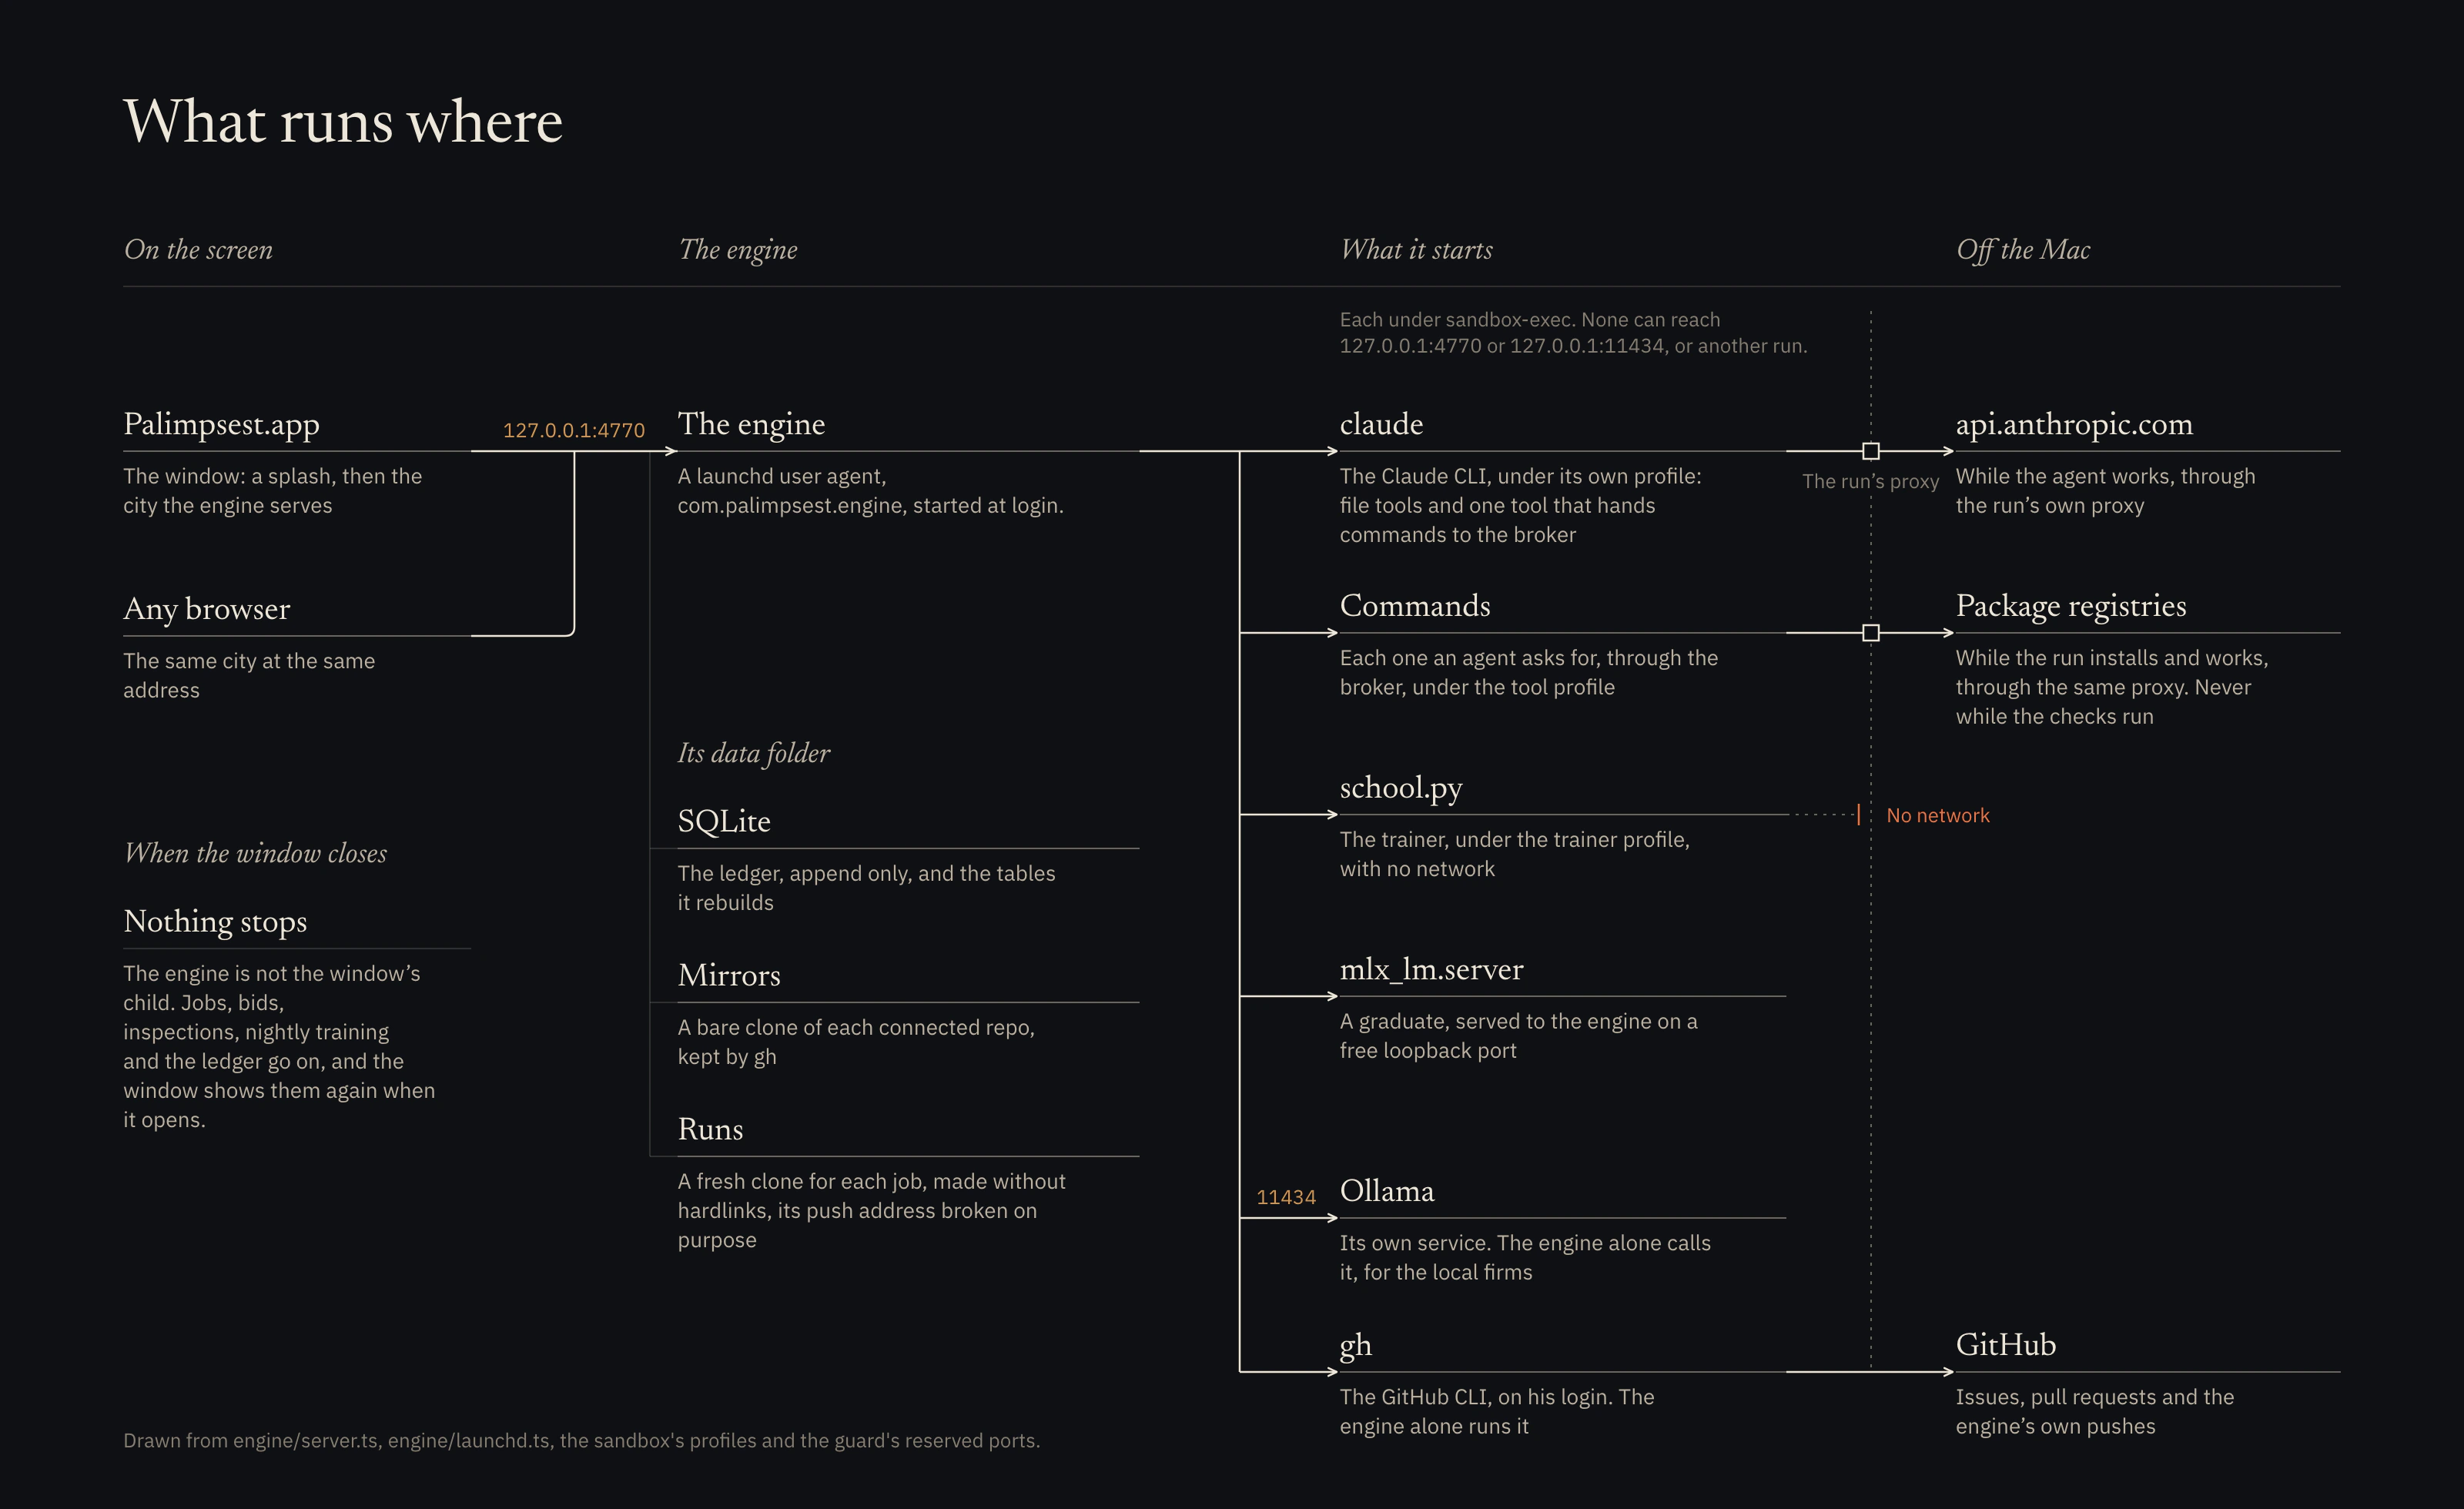 What runs where
On the screen
The engine
What it starts
Off the Mac
Each under sandbox-exec. None can reach
127.0.0.1:4770 or 127.0.0.1:11434, or another run.
Palimpsest.app
The window: a splash, then the
city the engine serves
127.0.0.1:4770
Any browser
The same city at the same
address
When the window closes
Nothing stops
The engine is not the window’s
child. Jobs, bids,
inspections, nightly training
and the ledger go on, and the
window shows them again when
it opens.
The engine
A launchd user agent,
com.palimpsest.engine, started at login.
Its data folder
SQLite
The ledger, append only, and the tables
it rebuilds
Mirrors
A bare clone of each connected repo,
kept by gh
Runs
A fresh clone for each job, made without
hardlinks, its push address broken on
purpose
claude
The Claude CLI, under its own profile:
file tools and one tool that hands
commands to the broker
The run’s proxy
api.anthropic.com
While the agent works, through
the run’s own proxy
Commands
Each one an agent asks for, through the
broker, under the tool profile
Package registries
While the run installs and works,
through the same proxy. Never
while the checks run
school.py
The trainer, under the trainer profile,
with no network
No network
mlx_lm.server
A graduate, served to the engine on a
free loopback port
11434
Ollama
Its own service. The engine alone calls
it, for the local firms
gh
The GitHub CLI, on his login. The
engine alone runs it
GitHub
Issues, pull requests and the
engine’s own pushes
Drawn from engine/server.ts, engine/launchd.ts, the sandbox's profiles and the guard's reserved ports.